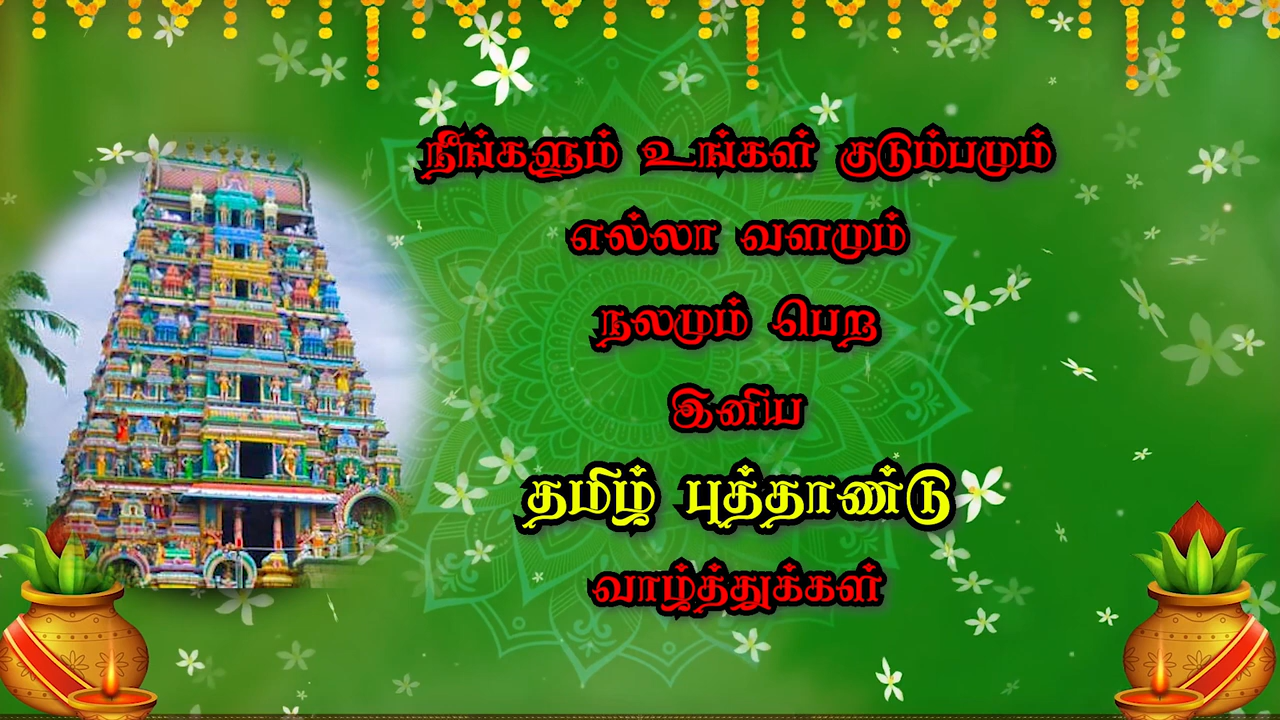 நீங்களும் உங்கள் குடும்பமும்
எல்லா வளமும்
நலமும் பெற
இனிய
தமிழ் புத்தாண்டு
வாழ்த்துக்கள்